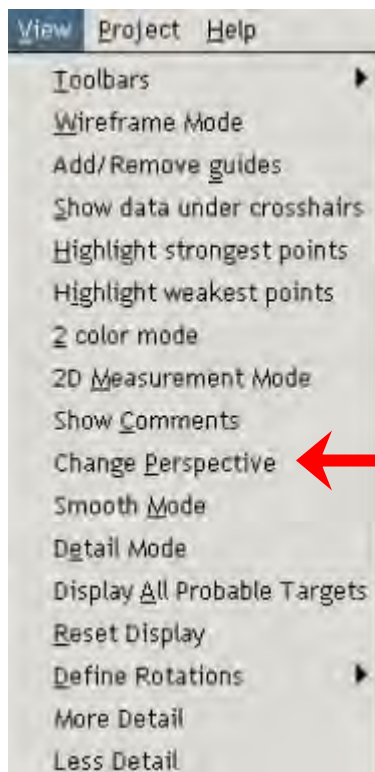 View Project Help
Toolbars
Wireframe Mode
Add/Remove guides
Show data under crosshairs
Highlight strongest points
Highlight weakest points
2 color mode
2D Measurement Mode
Show Comments
Change Perspective
Smooth Mode
Detail Mode
Display All Probable Targets
Reset Display
Define Rotations
More Detail
Less Detail